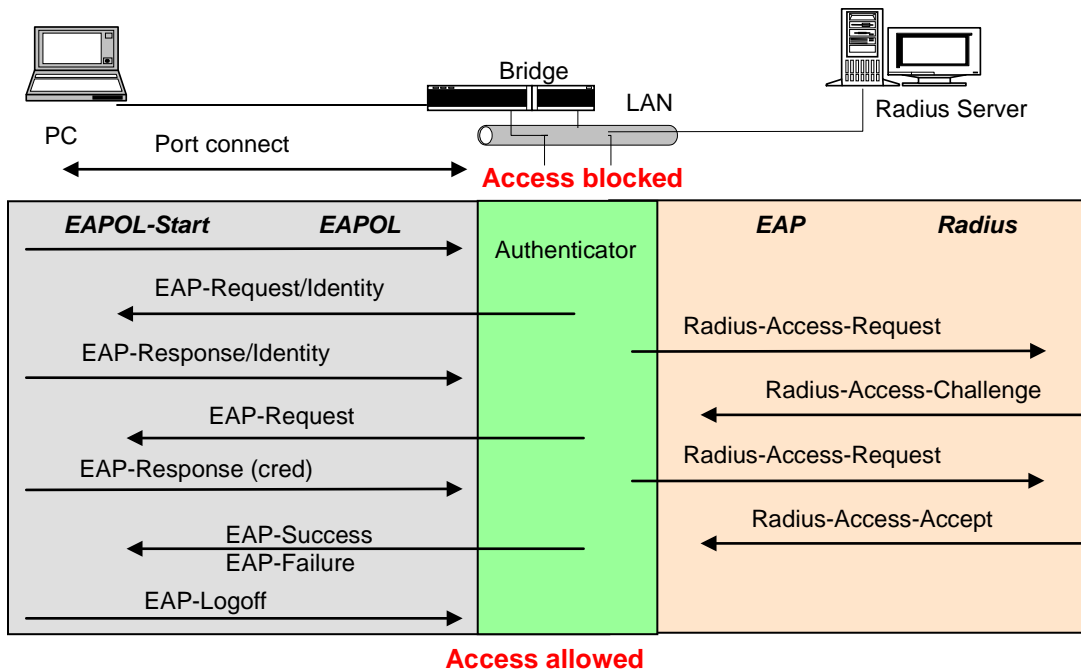 Bridge
LAN
Radius Server
PC
Port connect
Access blocked
EAPOL-Start EAPOL
EAP Radius
Authenticator
EAP-Request/Identity
Radius-Access-Request
EAP-Response/Identity
Radius-Access-Challenge
EAP-Request
Radius-Access-Request
EAP-Response (cred)
Radius-Access-Accept
EAP-Success
EAP-Failure
EAP-Logoff
Access allowed